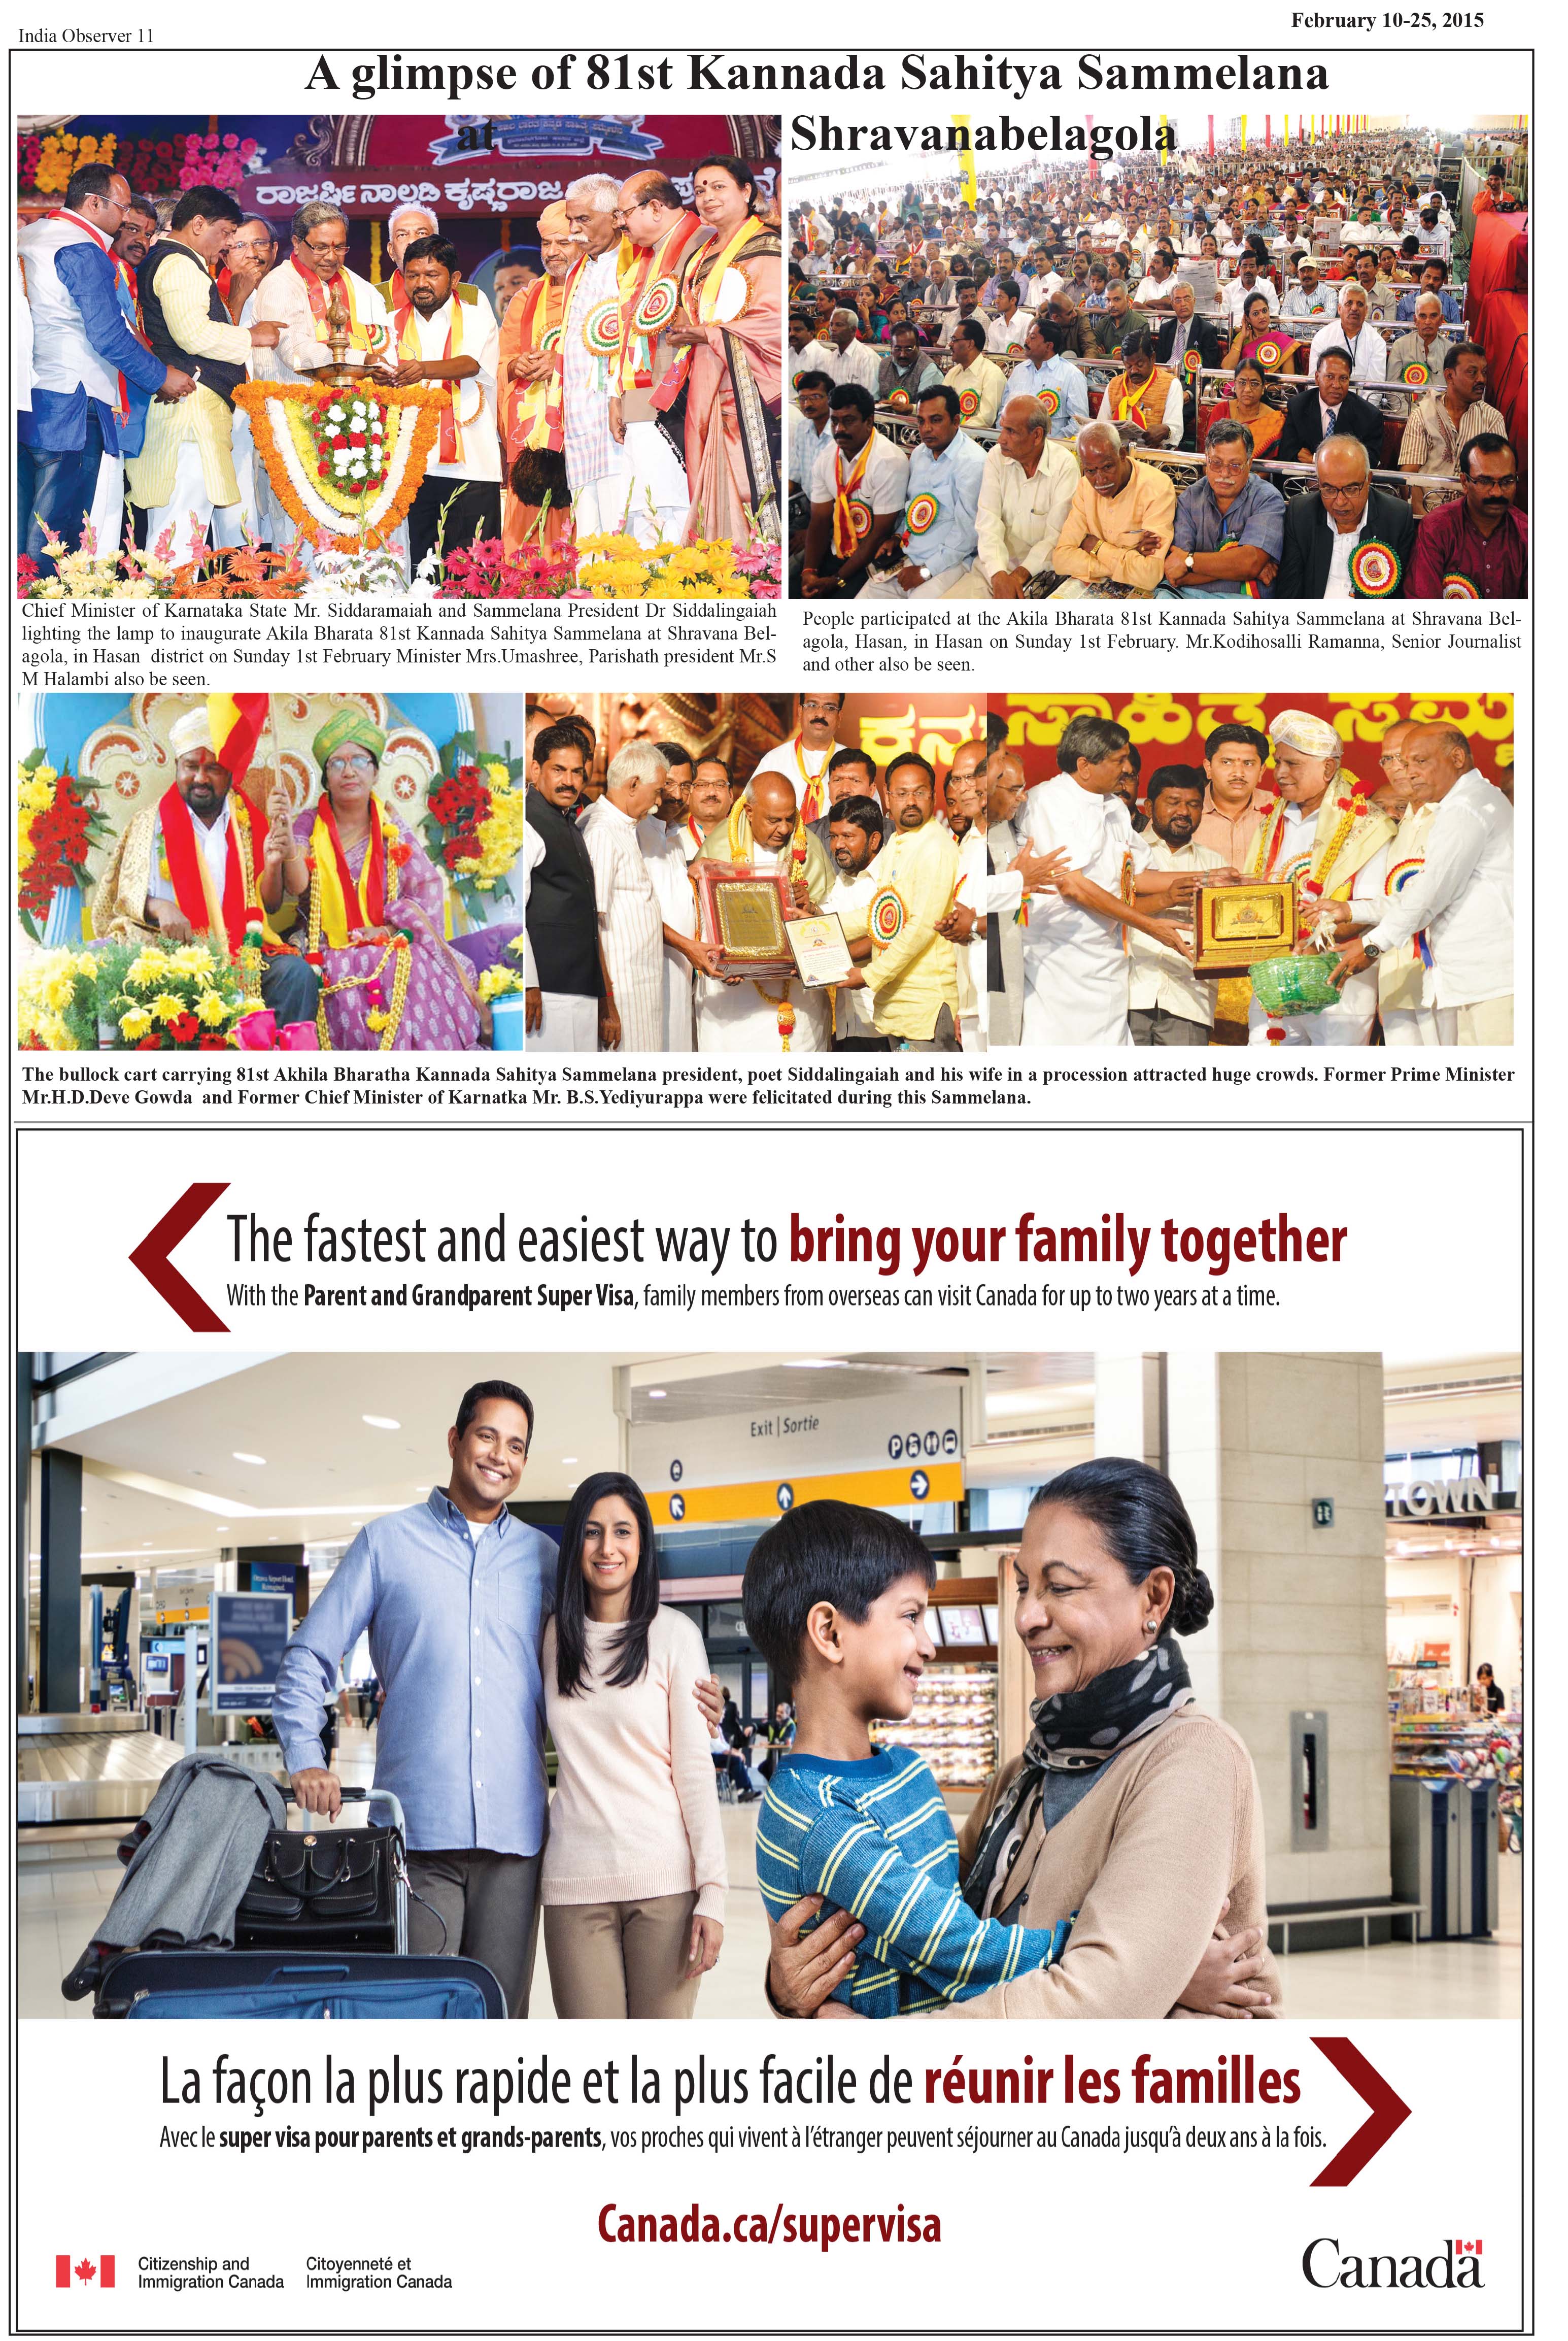 India Observer 11
February 10-25, 2015
A glimpse of 81st Kannada Sahitya Sammelana
at Shravanabelagola
ರಾಜರ್ಷಿ ನಾಲ್ವಡಿ ಕೃಷ್ಣರಾಜ
Chief Minister of Karnataka State Mr. Siddaramaiah and Sammelana President Dr Siddalingaiah
lighting the lamp to inaugurate Akila Bharata 81st Kannada Sahitya Sammelana at Shravana Bel-
agola, in Hasan district on Sunday 1st February Minister Mrs.Umashree, Parishath president Mr.S
M Halambi also be seen.
People participated at the Akila Bharata 81st Kannada Sahitya Sammelana at Shravana Bel-
agola, Hasan, in Hasan on Sunday 1st February. Mr.Kodihosalli Ramanna, Senior Journalist
and other also be seen.
ಕನ್ನ
ಸಾಹಿತ್ಯ ಸಮ್ಮ
The bullock cart carrying 81st Akhila Bharatha Kannada Sahitya Sammelana president, poet Siddalingaiah and his wife in a procession attracted huge crowds. Former Prime Minister
Mr.H.D.Deve Gowda and Former Chief Minister of Karnatka Mr. B.S.Yediyurappa were felicitated during this Sammelana.
The fastest and easiest way to bring your family together
With the Parent and Grandparent Super Visa, family members from overseas can visit Canada for up to two years at a time.
Exit | Sortie
TOWN
La façon la plus rapide et la plus facile de réunir les familles
Avec le super visa pour parents et grands-parents, vos proches qui vivent à l'étranger peuvent séjourner au Canada jusqu'à deux ans à la fois.
Canada.ca/supervisa
Citizenship and Immigration Canada
Citoyenneté et Immigration Canada
Canada